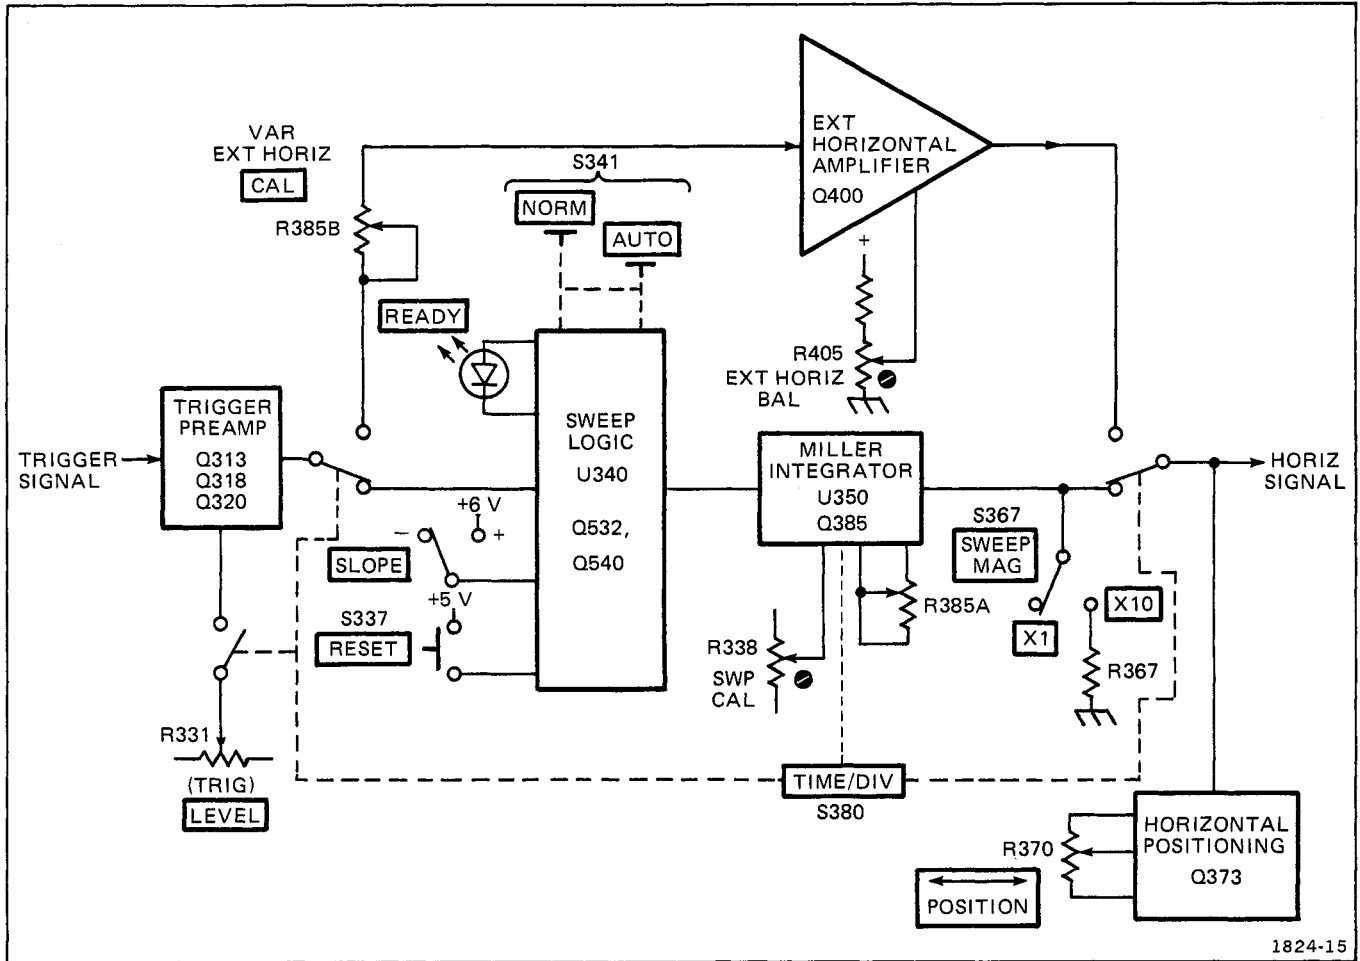 VAR
EXT HORIZ
CAL
R385B
S341
NORM
AUTO
EXT
HORIZONTAL
AMPLIFIER
Q400
+
READY
R405
EXT HORIZ
BAL
TRIGGER
SIGNAL
TRIGGER
PREAMP
Q313
Q318
Q320
SWEEP
LOGIC
U340
Q532,
Q540
MILLER
INTEGRATOR
U350
Q385
HORIZ
SIGNAL
+6 V
− +
SLOPE
+5 V
S337
RESET
S367
SWEEP
MAG
X1
X10
R367
R385A
R338
SWP
CAL
R331
(TRIG)
LEVEL
TIME/DIV
S380
R370
POSITION
HORIZONTAL
POSITIONING
Q373
1824-15